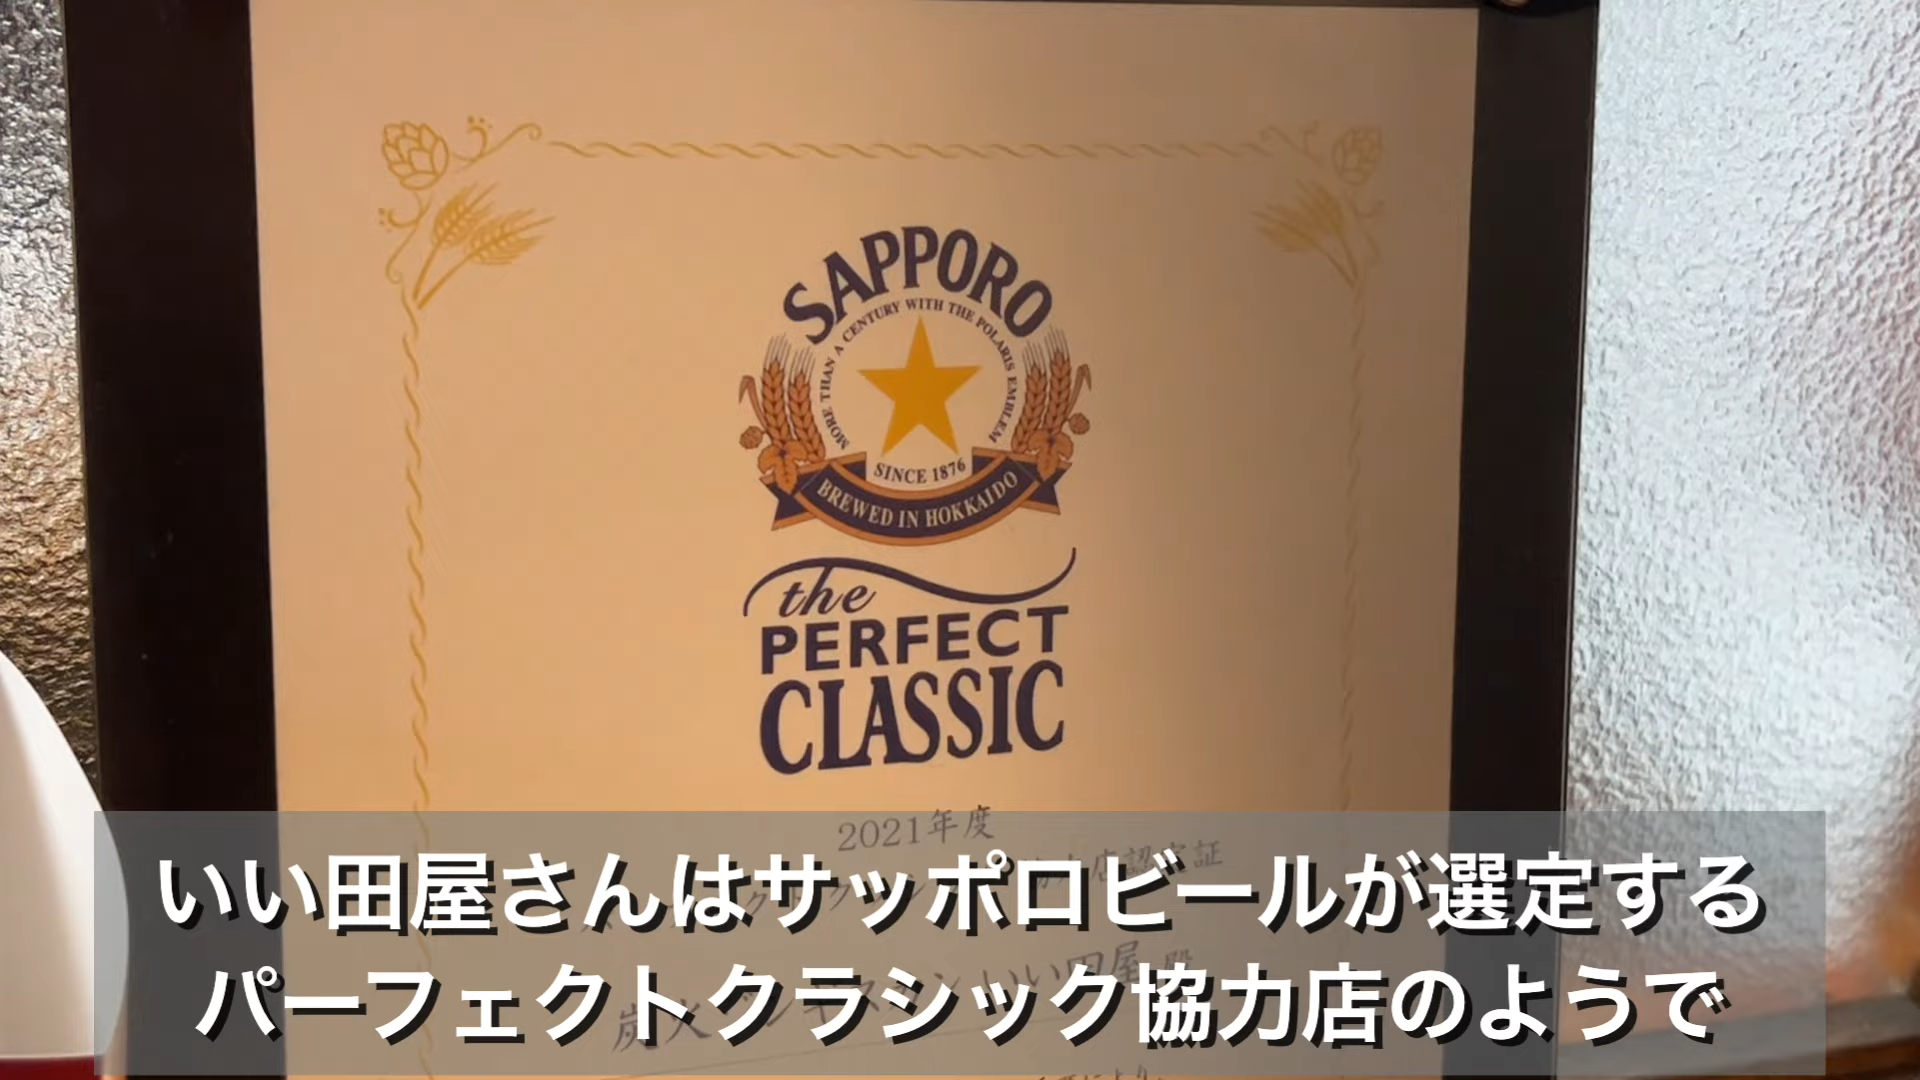 SAPPORO
MORE THAN A CENTURY WITH THE POLARIS EMBLEM
SINCE 1876
BREWED IN HOKKAIDO
the
PERFECT
CLASSIC
2021年度
いい田屋さんはサッポロビールが選定する
パーフェクトクラシック協力店のようで